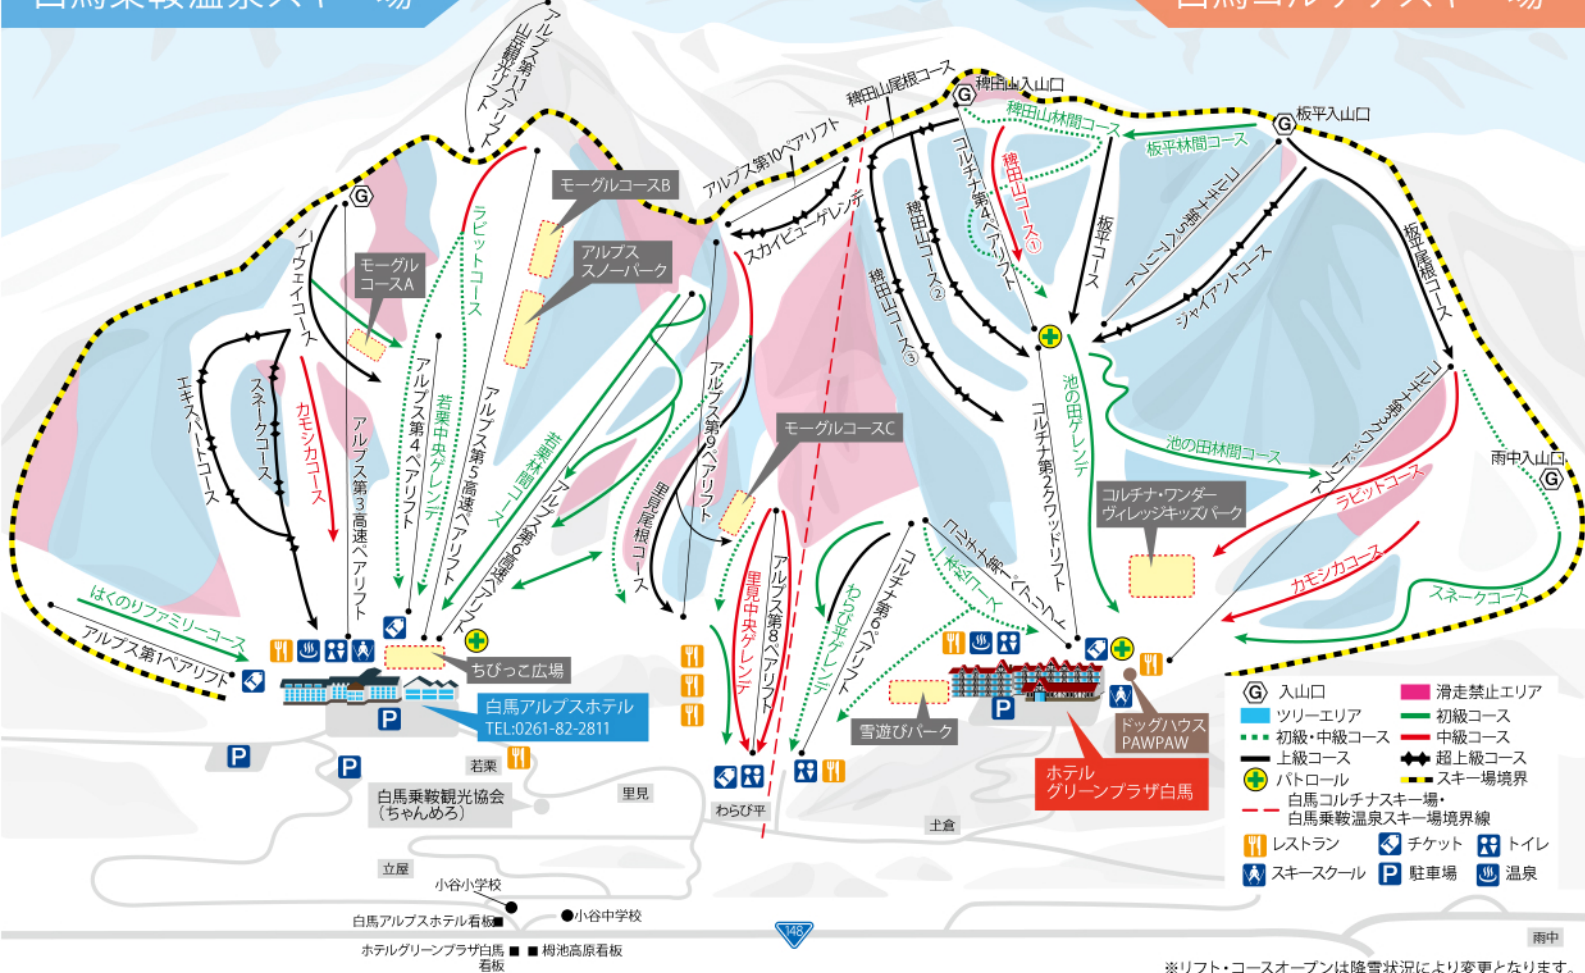 白馬乗鞍温泉スキー場
白馬コルチナスキー場
アルプス第11ペアリフト
山岳観光リフト
稗田山尾根コース
稗田山入山口
稗田山林間コース
板平林間コース
板平入山口
アルプス第10ペアリフト
モーグルコースB
アルプス
スノーパーク
モーグル
コースA
ラビットコース
ハイウェイコース
スカイビューゲレンデ
コルチナ第4ペアリフト
稗田山コース①
稗田山コース②
稗田山コース③
板平コース
コルチナ第5ペアリフト
ジャイアントコース
板平尾根コース
エキスパートコース
スネークコース
カモシカコース
アルプス第3高速ペアリフト
アルプス第4ペアリフト
若栗中央ゲレンデ
アルプス第5高速ペアリフト
若栗林間コース
アルプス第6高速ペアリフト
アルプス第9ペアリフト
里見尾根コース
モーグルコースC
コルチナ第2クワッドリフト
池の田ゲレンデ
池の田林間コース
コルチナ第3クワッドリフト
ラビットコース
雨中入山口
コルチナ・ワンダー
ヴィレッジキッズパーク
カモシカコース
スネークコース
はくのりファミリーコース
アルプス第1ペアリフト
里見中央ゲレンデ
アルプス第8ペアリフト
わらび平ゲレンデ
コルチナ第6ペアリフト
一本松コース
コルチナ第1ペアリフト
ちびっこ広場
白馬アルプスホテル
TEL:0261-82-2811
雪遊びパーク
ドッグハウス
PAWPAW
ホテル
グリーンプラザ白馬
若栗
白馬乗鞍観光協会
（ちゃんめろ）
里見
わらび平
立屋
小谷小学校
白馬アルプスホテル看板
小谷中学校
ホテルグリーンプラザ白馬
看板
栂池高原看板
148
雨中
G 入山口
滑走禁止エリア
ツリーエリア
初級コース
初級・中級コース
中級コース
上級コース
超上級コース
パトロール
スキー場境界
白馬コルチナスキー場・
白馬乗鞍温泉スキー場境界線
レストラン
チケット
トイレ
スキースクール
P 駐車場
温泉
※リフト・コースオープンは降雪状況により変更となります。